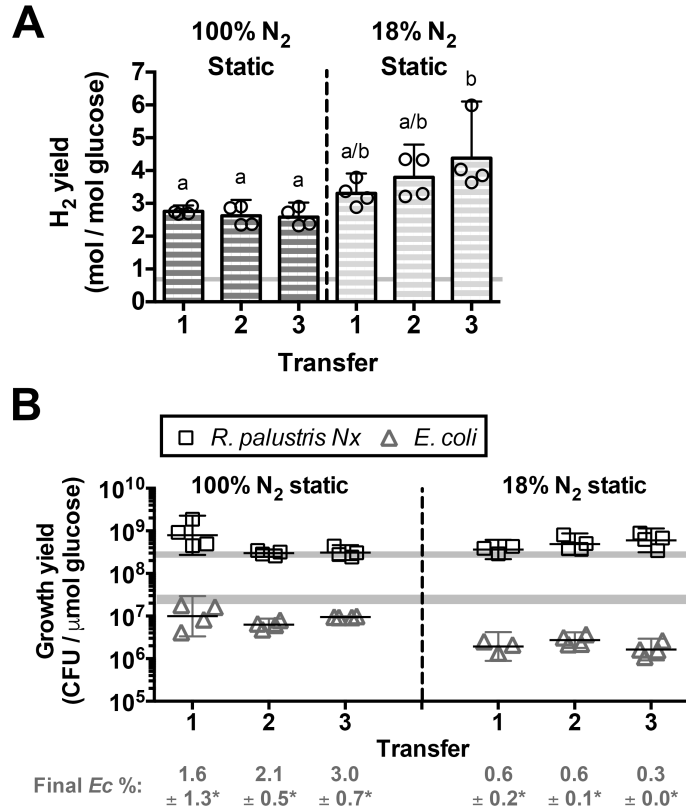 A
100% N2
Static
18% N2
Static
H2 yield
(mol / mol glucose)
7
6
5
4
3
2
1
0
a
a
a
a/b
a/b
b
1 2 3 1 2 3
Transfer
B
R. palustris Nx E. coli
100% N2 static 18% N2 static
Growth yield
(CFU / μmol glucose)
10^10
10^9
10^8
10^7
10^6
10^5
1 2 3 1 2 3
Transfer
Final Ec %:
1.6 2.1 3.0 0.6 0.6 0.3
± 1.3* ± 0.5* ± 0.7* ± 0.2* ± 0.1* ± 0.0*